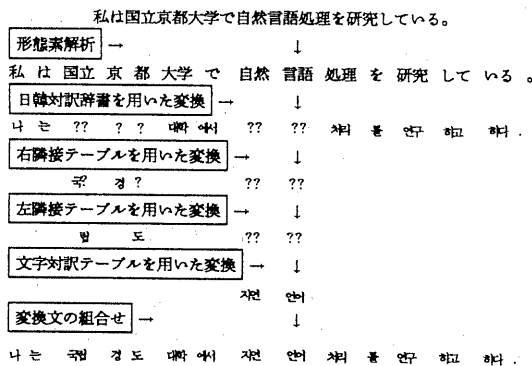 私は国立京都大学で自然言語処理を研究している。
形態素解析 → ↓
私 は 国立 京 都 大学 で 自然 言語 処理 を 研究 して いる 。
日韓対訳辞書を用いた変換 → ↓
나 는 ?? ? ? 대학 에서 ?? ?? 처리 를 연구 하고 하다 .
右隣接テーブルを用いた変換 → ↓
국? 경 ? ?? ??
左隣接テーブルを用いた変換 → ↓
립 도 ?? ??
文字対訳テーブルを用いた変換 → ↓
자연 언어
変換文の組合せ → ↓
나 는 국립 경 도 대학 에서 자연 언어 처리 를 연구 하고 하다 .